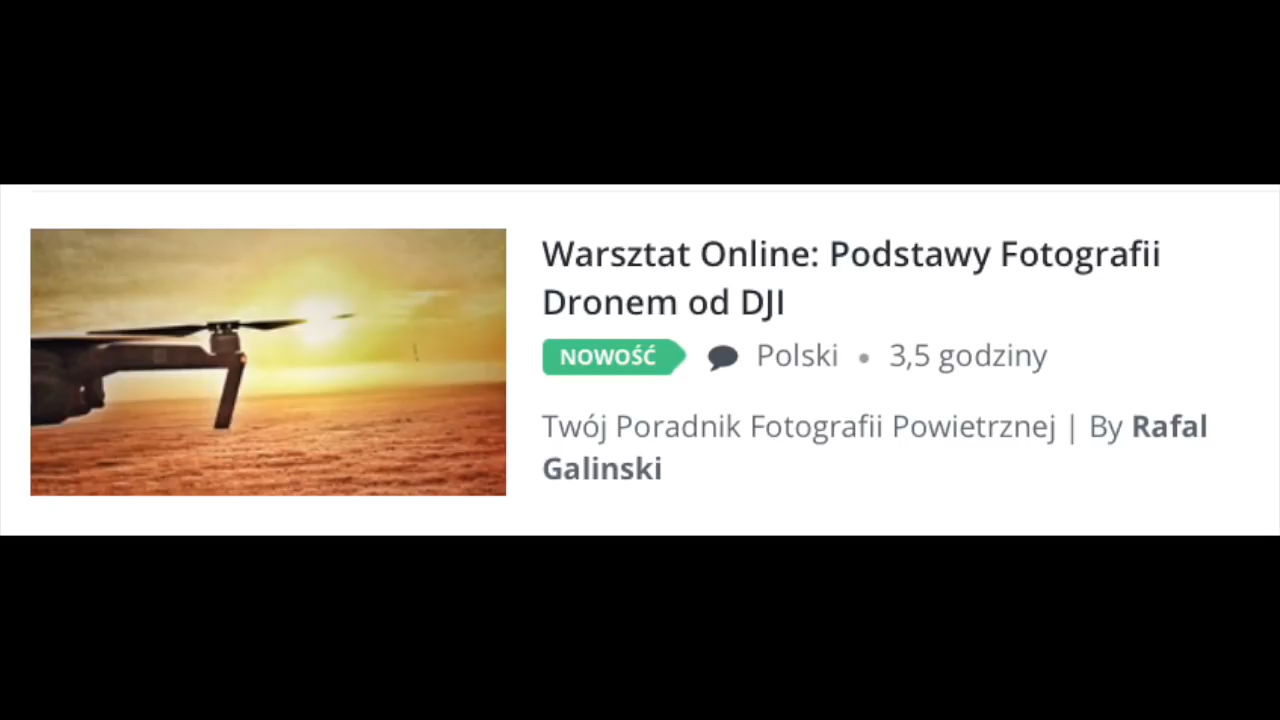 Warsztat Online: Podstawy Fotografii
Dronem od DJI
NOWOŚĆ Polski • 3,5 godziny
Twój Poradnik Fotografii Powietrznej | By Rafal
Galinski